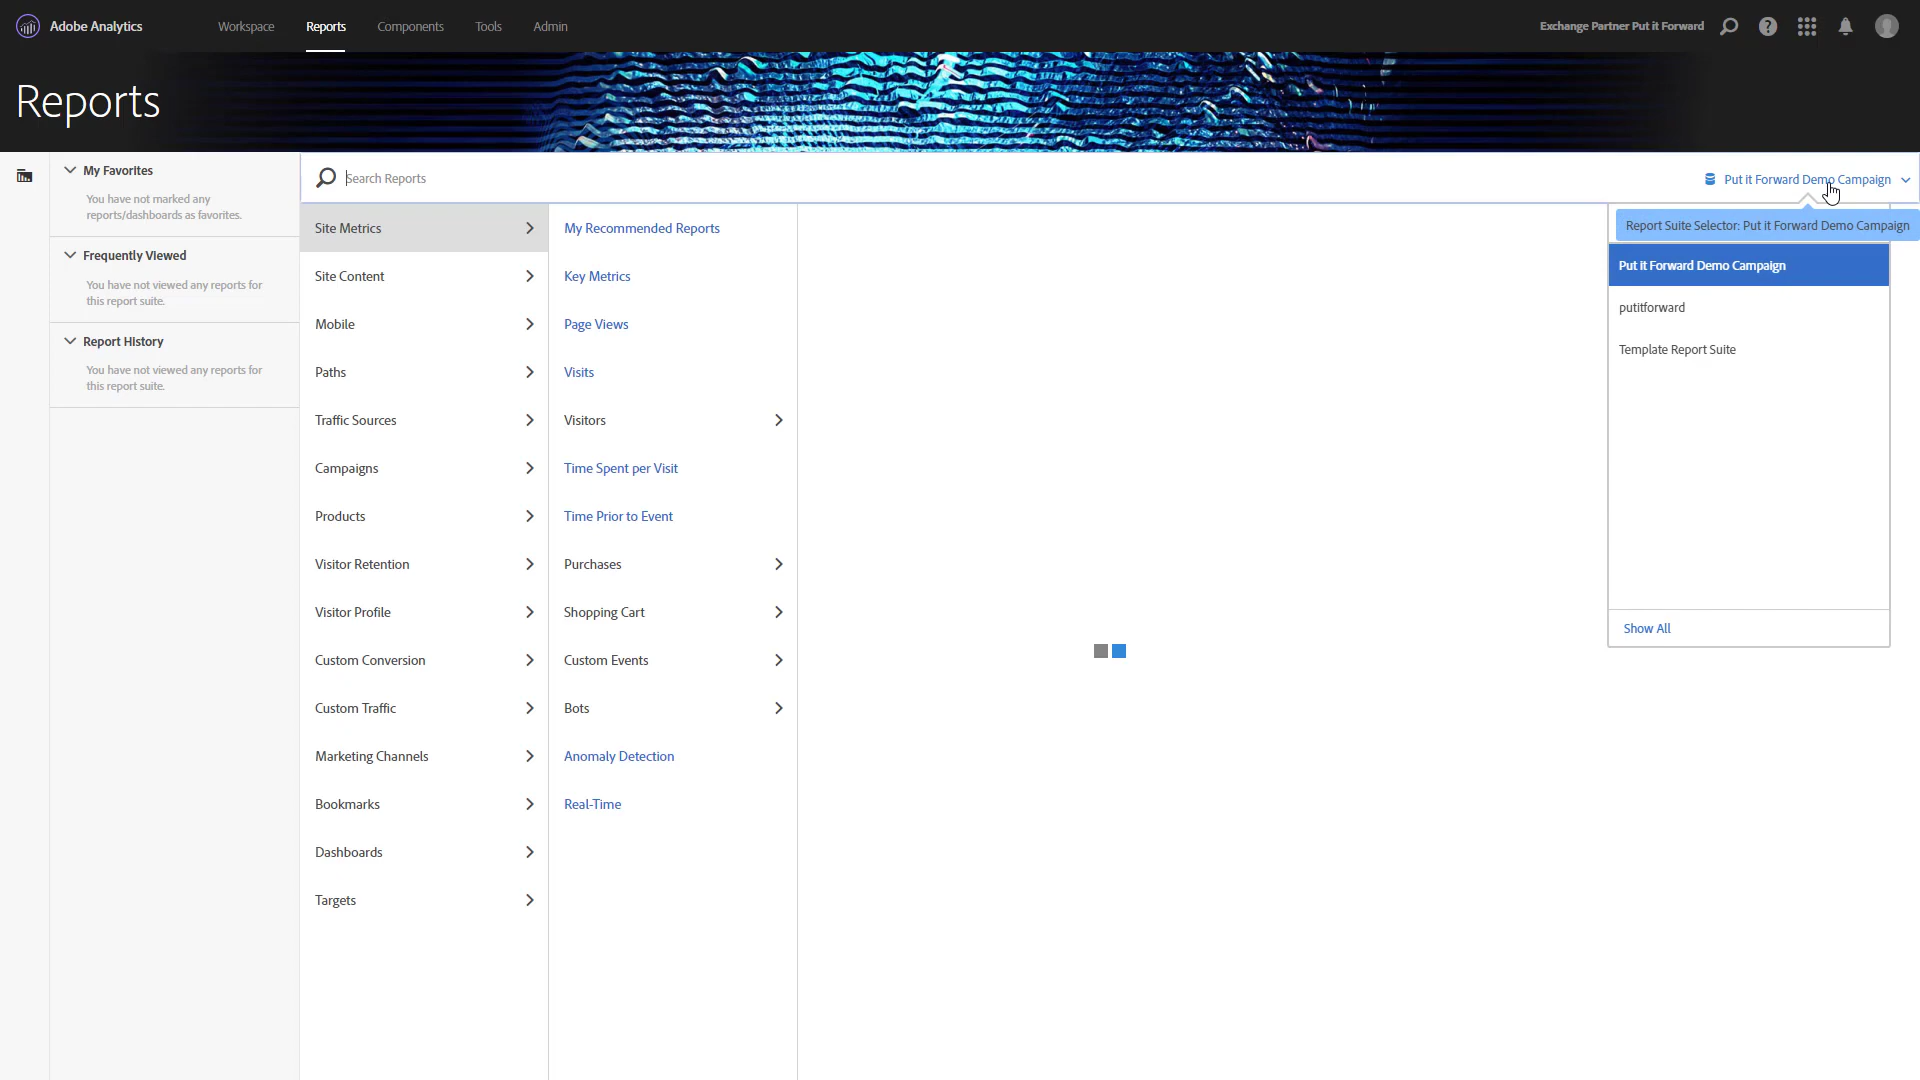 Adobe Analytics
Workspace
Reports
Components
Tools
Admin
Exchange Partner Put it Forward
Reports
My Favorites
You have not marked any
reports/dashboards as favorites.
Frequently Viewed
You have not viewed any reports for
this report suite.
Report History
You have not viewed any reports for
this report suite.
Search Reports
Put it Forward Demo Campaign
Report Suite Selector: Put it Forward Demo Campaign
Site Metrics
Site Content
Mobile
Paths
Traffic Sources
Campaigns
Products
Visitor Retention
Visitor Profile
Custom Conversion
Custom Traffic
Marketing Channels
Bookmarks
Dashboards
Targets
My Recommended Reports
Key Metrics
Page Views
Visits
Visitors
Time Spent per Visit
Time Prior to Event
Purchases
Shopping Cart
Custom Events
Bots
Anomaly Detection
Real-Time
Put it Forward Demo Campaign
putitforward
Template Report Suite
Show All